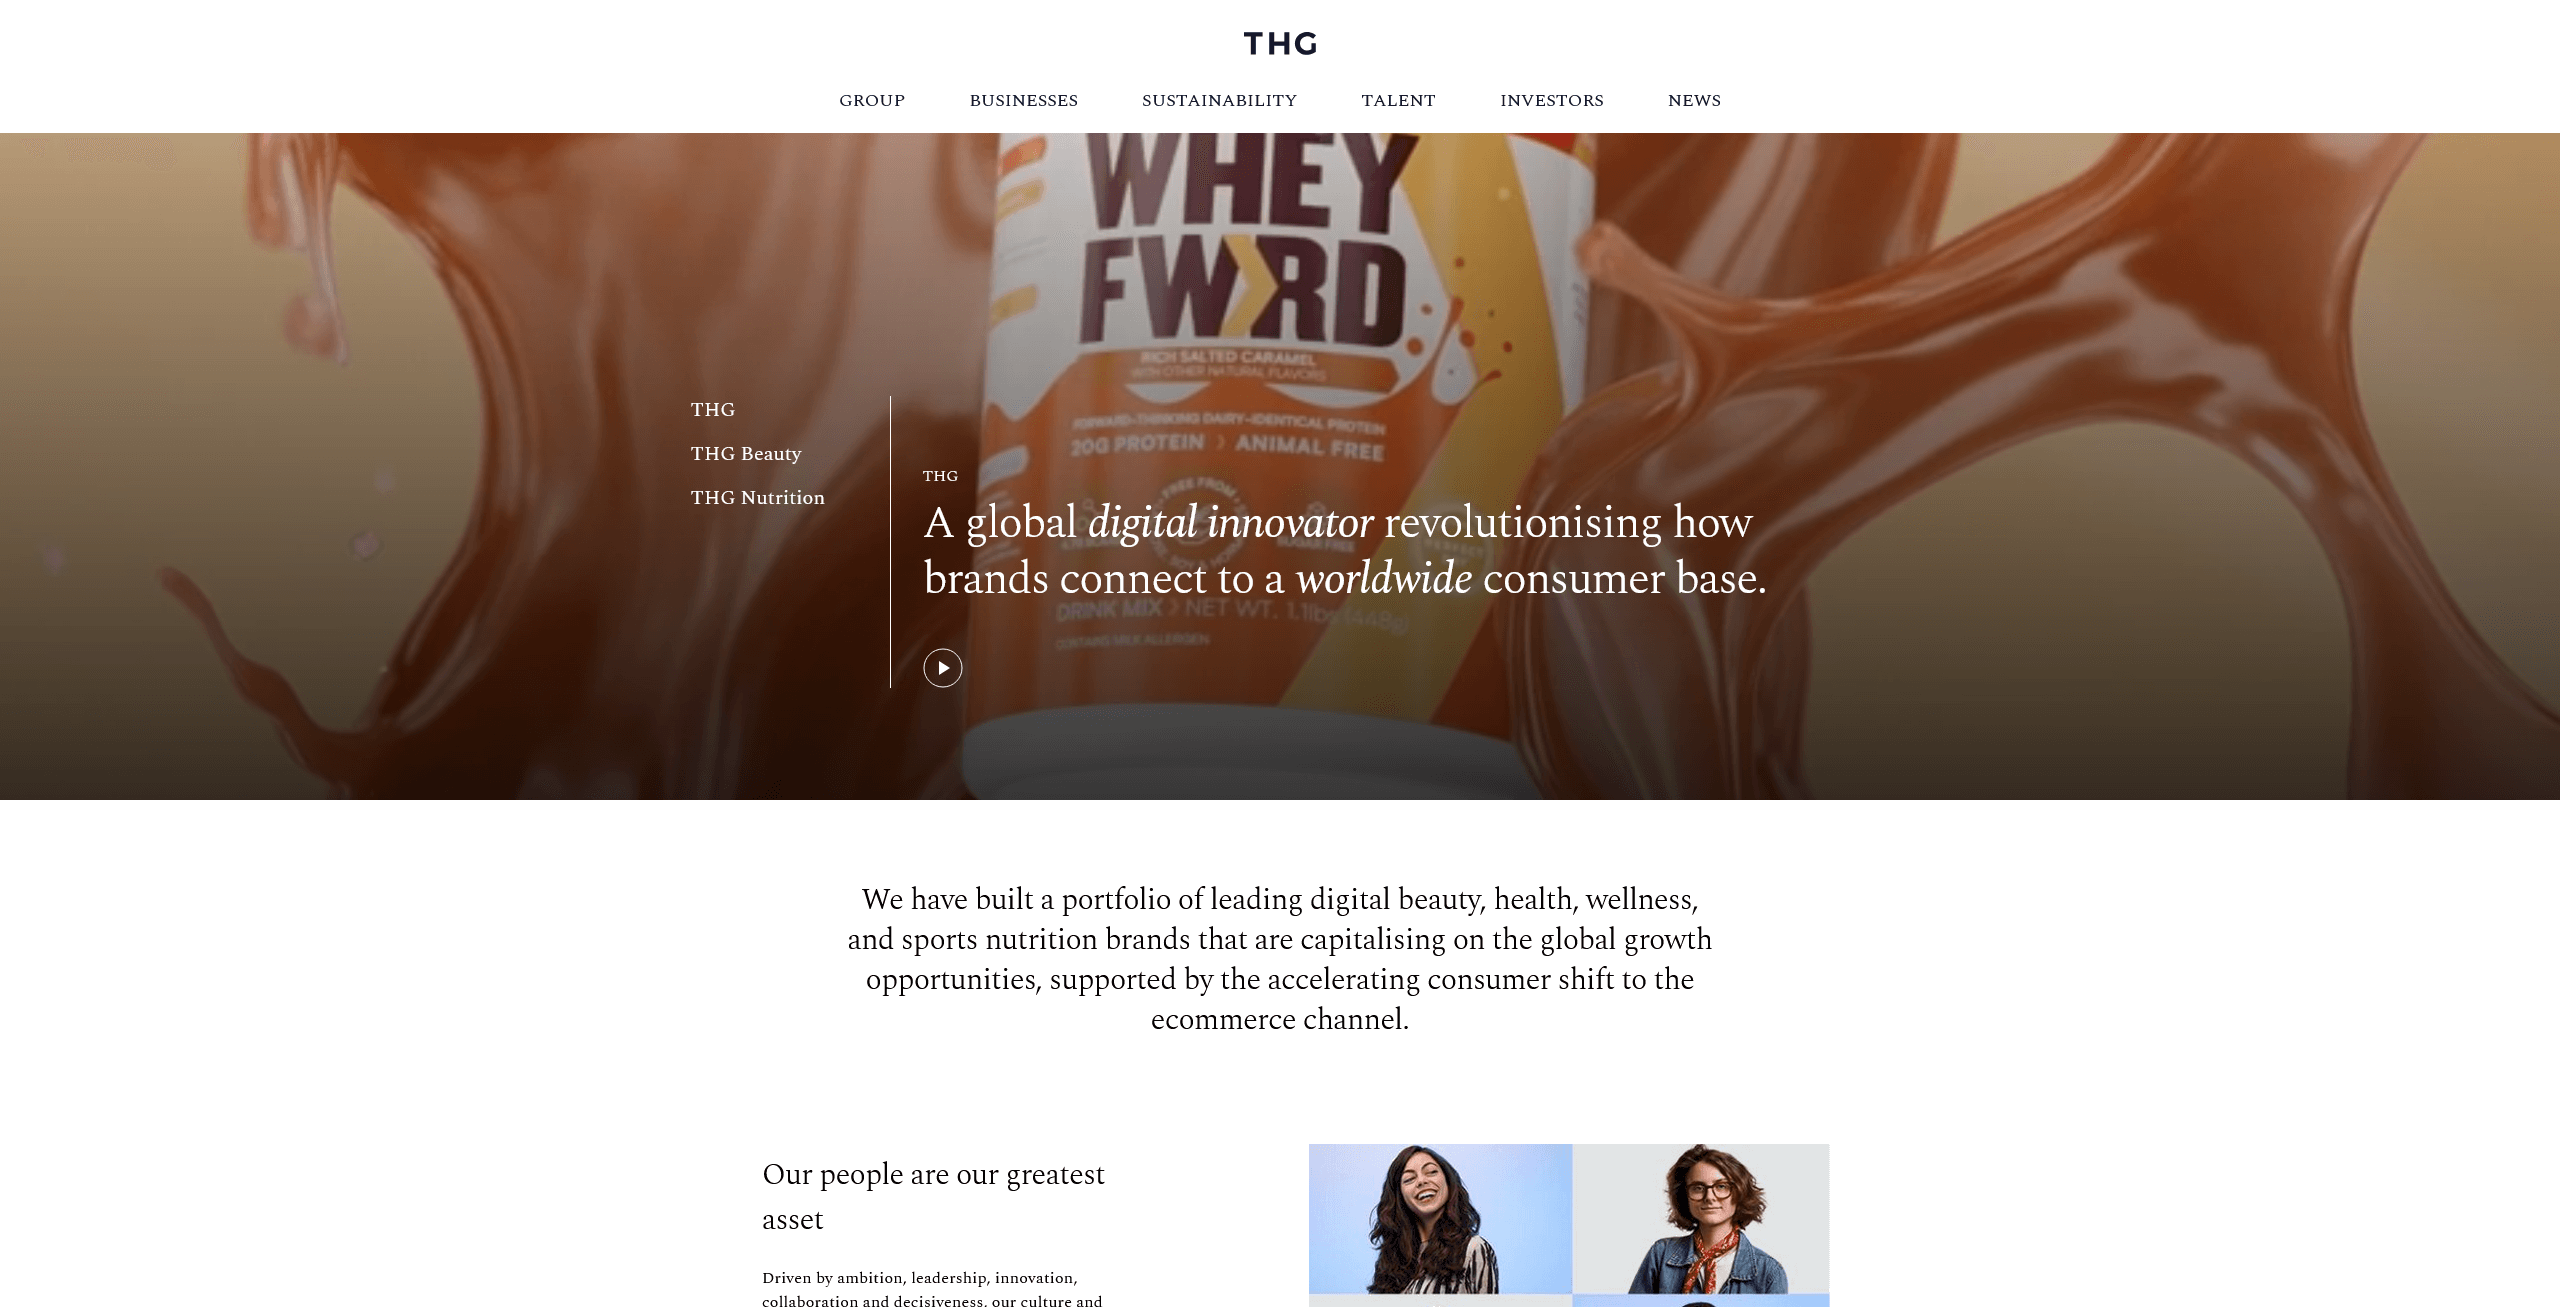 THG
GROUP BUSINESSES SUSTAINABILITY TALENT INVESTORS NEWS
WHEY
FWRD
RICH SALTED CARAMEL
WITH OTHER NATURAL FLAVORS
FORWARD-THINKING DAIRY-IDENTICAL PROTEIN
20G PROTEIN > ANIMAL FREE
FREE FROM
SUGAR FREE
DRINK MIX > NET WT. 1.1lbs (448g)
CONTAINS MILK ALLERGEN
THG
THG Beauty
THG Nutrition
THG
A global digital innovator revolutionising how
brands connect to a worldwide consumer base.
We have built a portfolio of leading digital beauty, health, wellness,
and sports nutrition brands that are capitalising on the global growth
opportunities, supported by the accelerating consumer shift to the
ecommerce channel.
Our people are our greatest
asset
Driven by ambition, leadership, innovation,
collaboration and decisiveness, our culture and